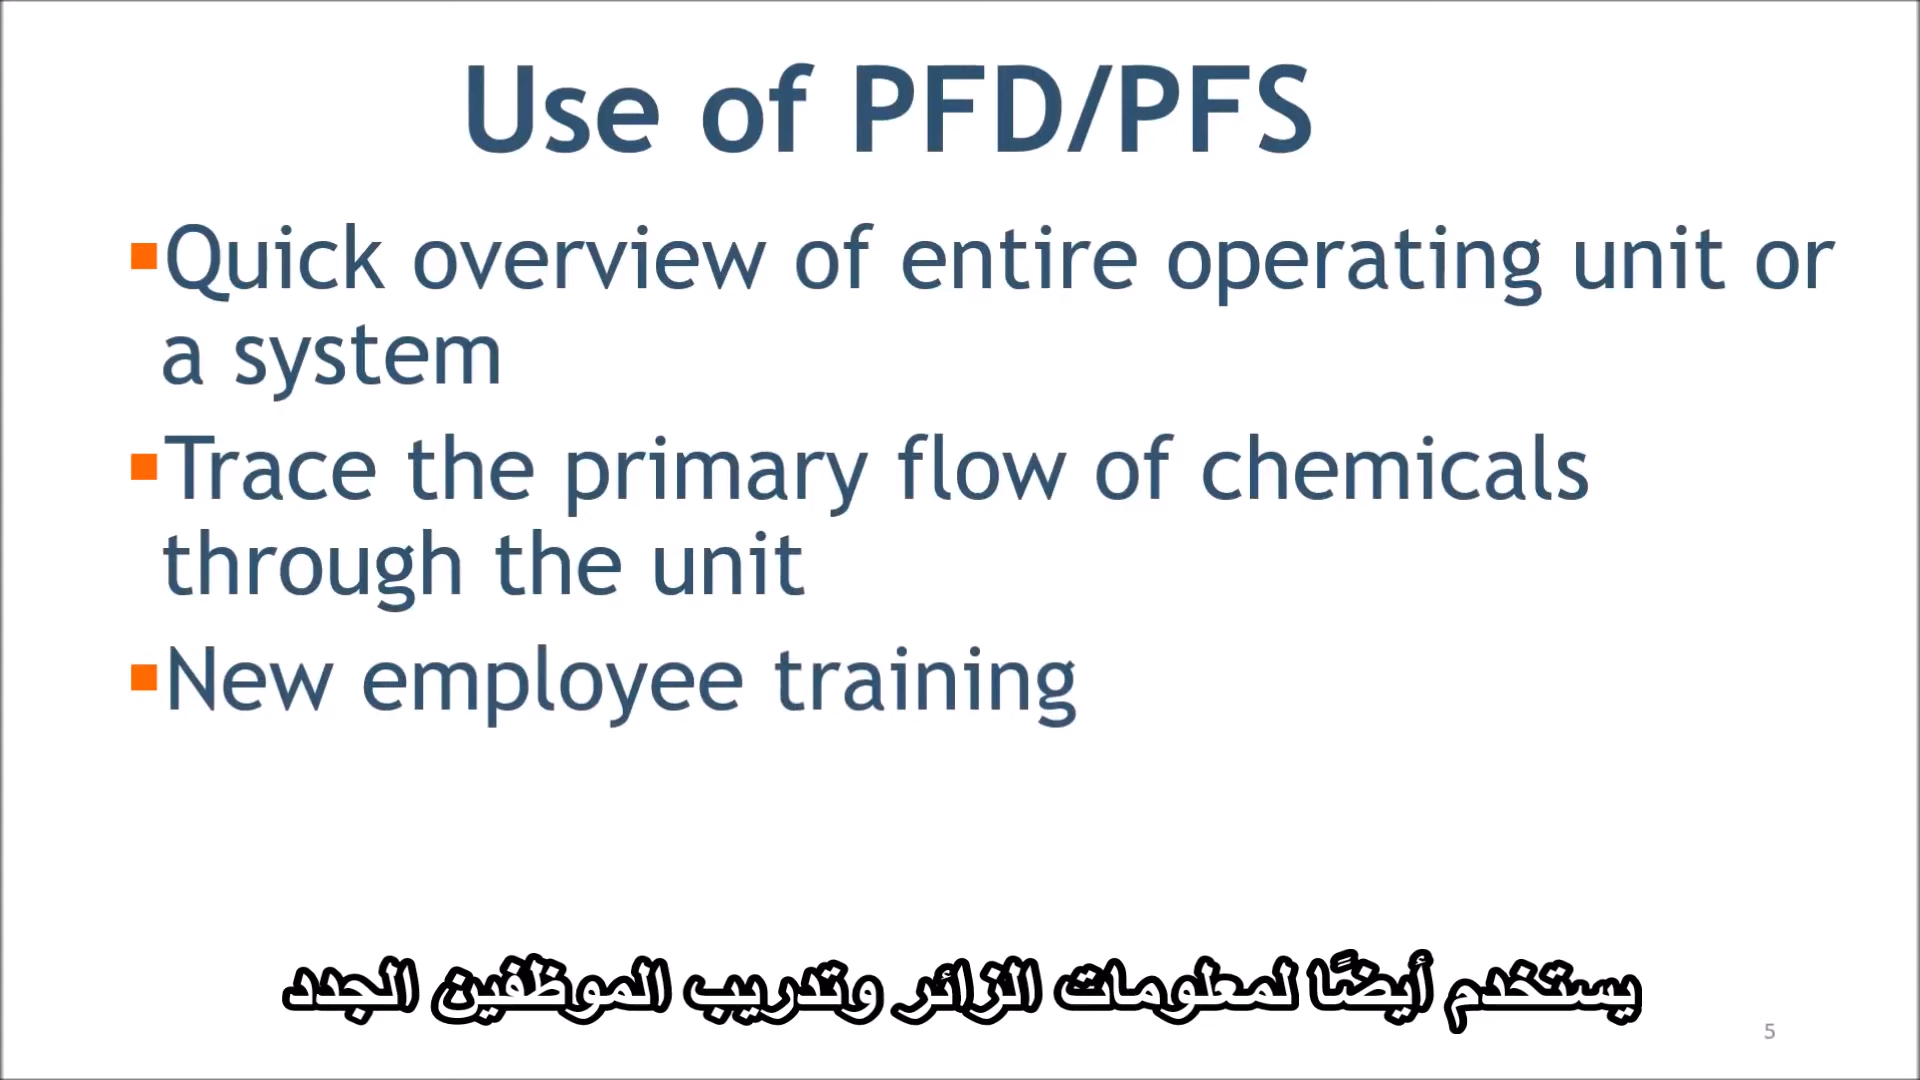 Use of PFD/PFS
▪Quick overview of entire operating unit or
a system
▪Trace the primary flow of chemicals
through the unit
▪New employee training
يستخدم أيضًا لمعلومات الزائر وتدريب الموظفين الجدد
5